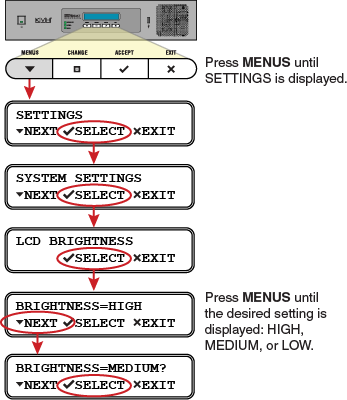 KVH
MENUS CHANGE ACCEPT EXIT
Press MENUS until
SETTINGS is displayed.
SETTINGS
▼NEXT ✓SELECT ×EXIT
SYSTEM SETTINGS
▼NEXT ✓SELECT ×EXIT
LCD BRIGHTNESS
✓SELECT ×EXIT
BRIGHTNESS=HIGH
▼NEXT ✓SELECT ×EXIT
Press MENUS until
the desired setting is
displayed: HIGH,
MEDIUM, or LOW.
BRIGHTNESS=MEDIUM?
▼NEXT ✓SELECT ×EXIT